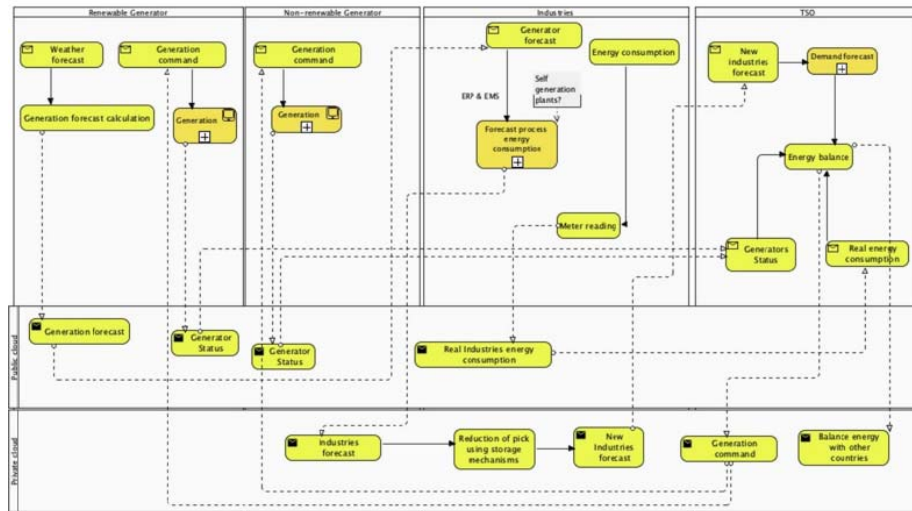 Renewable Generator
Non-renewable Generator
Industries
TSO
Weather
forecast
Generation
command
Generation
command
Generator
forecast
Energy consumption
New
industries
forecast
Demand forecast
Self
generation
plants?
ERP & EMS
Generation forecast calculation
Generation
Generation
Forecast process
energy
consumption
Energy balance
Meter reading
Generators
Status
Real energy
consumption
Public cloud
Generation forecast
Generator
Status
Generator
Status
Real Industries energy
consumption
Private cloud
Industries
forecast
Reduction of pick
using storage
mechanisms
New
Industries
forecast
Generation
command
Balance energy
with other
countries